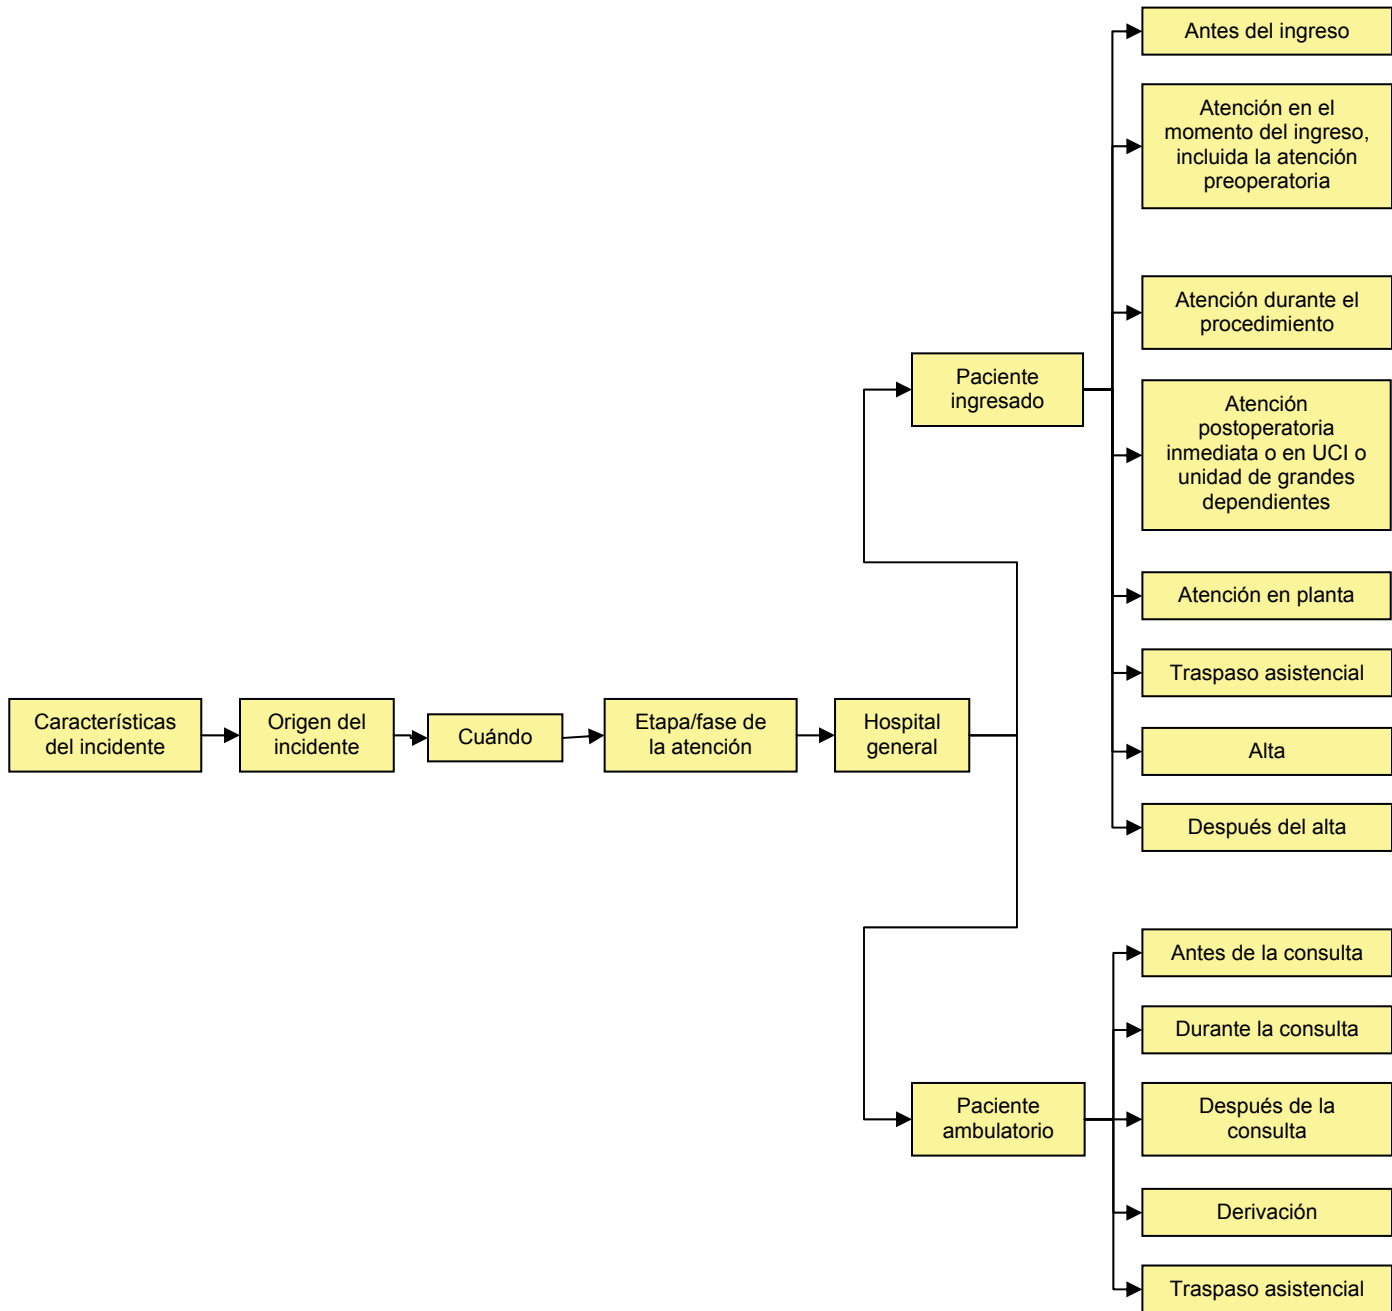 Antes del ingreso
Atención en el
momento del ingreso,
incluida la atención
preoperatoria
Atención durante el
procedimiento
Paciente
ingresado
Atención
postoperatoria
inmediata o en UCI o
unidad de grandes
dependientes
Atención en planta
Traspaso asistencial
Características
del incidente
Origen del
incidente
Cuándo
Etapa/fase de
la atención
Hospital
general
Alta
Después del alta
Antes de la consulta
Durante la consulta
Paciente
ambulatorio
Después de la
consulta
Derivación
Traspaso asistencial